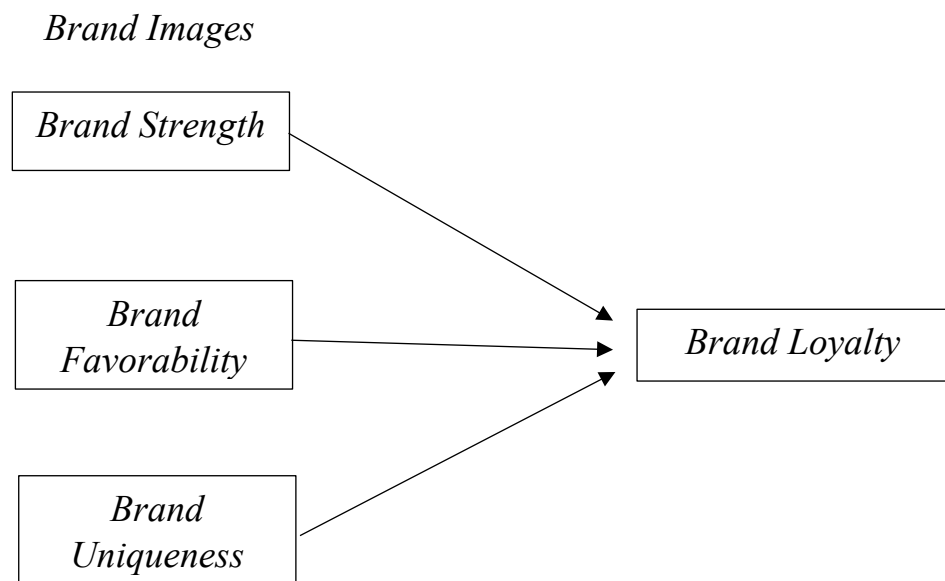 Brand Images
Brand Strength
Brand
Favorability
Brand Loyalty
Brand
Uniqueness